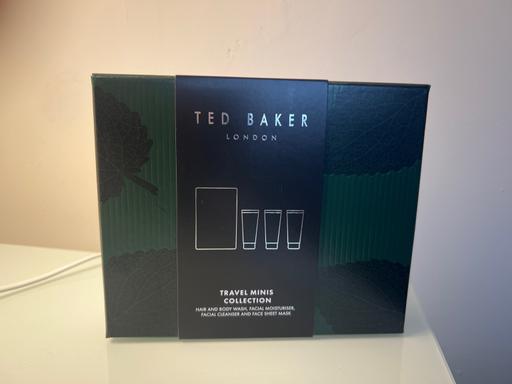 TED BAKER
LONDON
TRAVEL MINIS
COLLECTION
HAIR AND BODY WASH, FACIAL MOISTURISER,
FACIAL CLEANSER AND FACE SHEET MASK